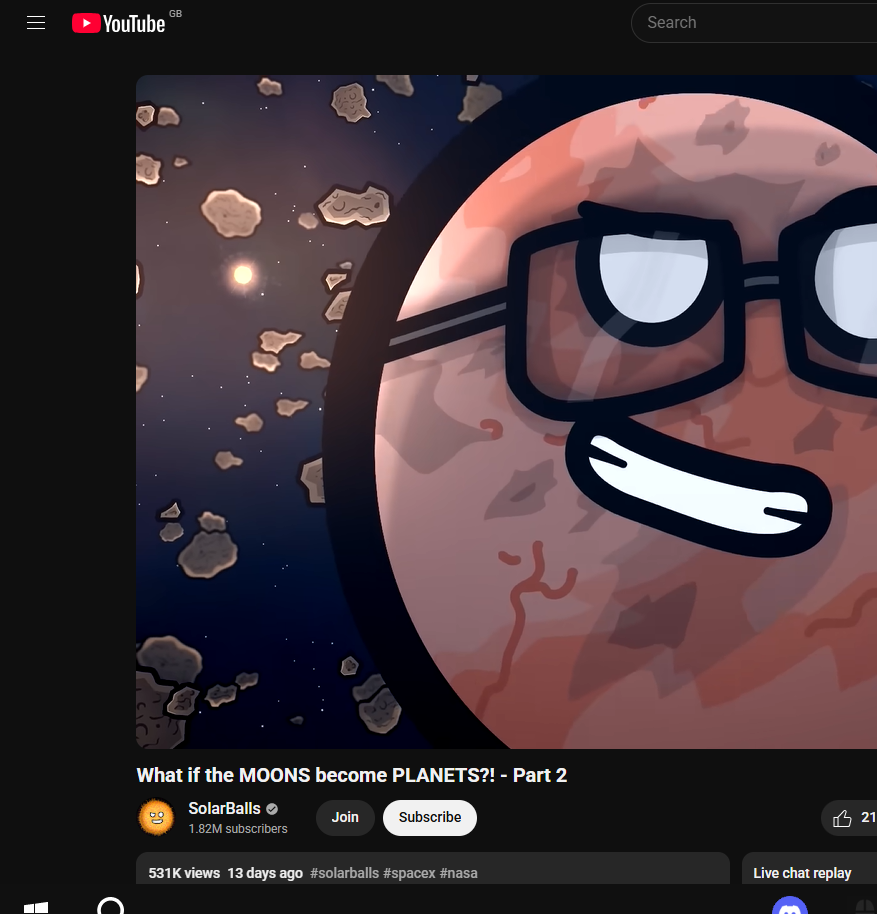 YouTube GB
Search
What if the MOONS become PLANETS?! - Part 2
SolarBalls
1.82M subscribers
Join
Subscribe
21
531K views 13 days ago #solarballs #spacex #nasa
Live chat replay